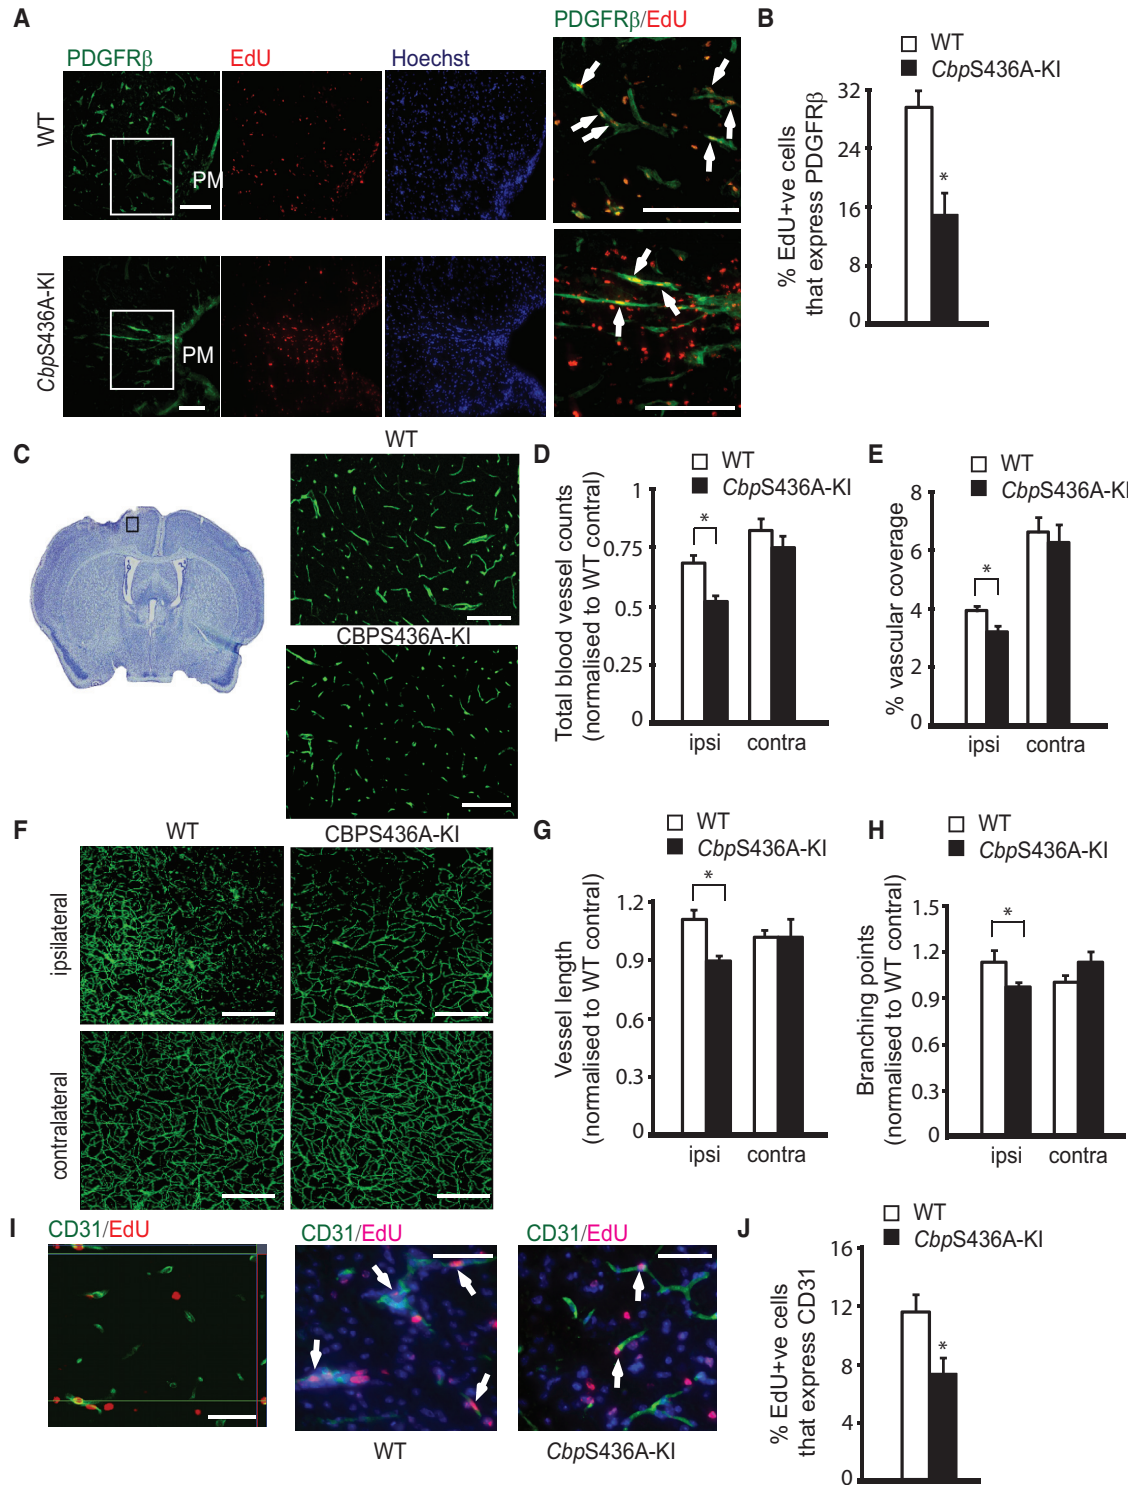 A
PDGFRβ
EdU
Hoechst
PDGFRβ/EdU
WT
PM
CbpS436A-KI
PM
B
WT
CbpS436A-KI
% EdU+ve cells
that express PDGFRβ
32
24
16
8
0
*
C
WT
CBPS436A-KI
D
WT
CbpS436A-KI
Total blood vessel counts
(normalised to WT control)
1
0.75
0.5
0.25
0
*
ipsi contra
E
WT
CbpS436A-KI
% vascular coverage
8
6
4
2
0
*
ipsi contra
F
WT
CBPS436A-KI
ipsilateral
contralateral
G
WT
CbpS436A-KI
Vessel length
(normalised to WT contral)
1.2
0.9
0.6
0.3
0
*
ipsi contra
H
WT
CbpS436A-KI
Branching points
(normalised to WT contral)
1.5
1.2
0.9
0.6
0.3
0
*
ipsi contra
I
CD31/EdU
CD31/EdU
CD31/EdU
WT
CbpS436A-KI
J
WT
CbpS436A-KI
% EdU+ve cells
that express CD31
16
12
8
4
0
*